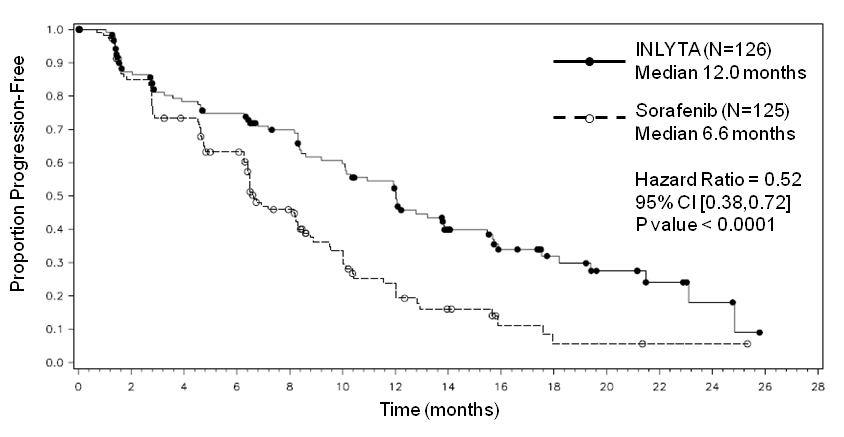 INLYTA (N=126)
Median 12.0 months
Sorafenib (N=125)
Median 6.6 months
Hazard Ratio = 0.52
95% CI [0.38,0.72]
P value < 0.0001
Proportion Progression-Free
1.0
0.9
0.8
0.7
0.6
0.5
0.4
0.3
0.2
0.1
0.0
0 2 4 6 8 10 12 14 16 18 20 22 24 26 28
Time (months)